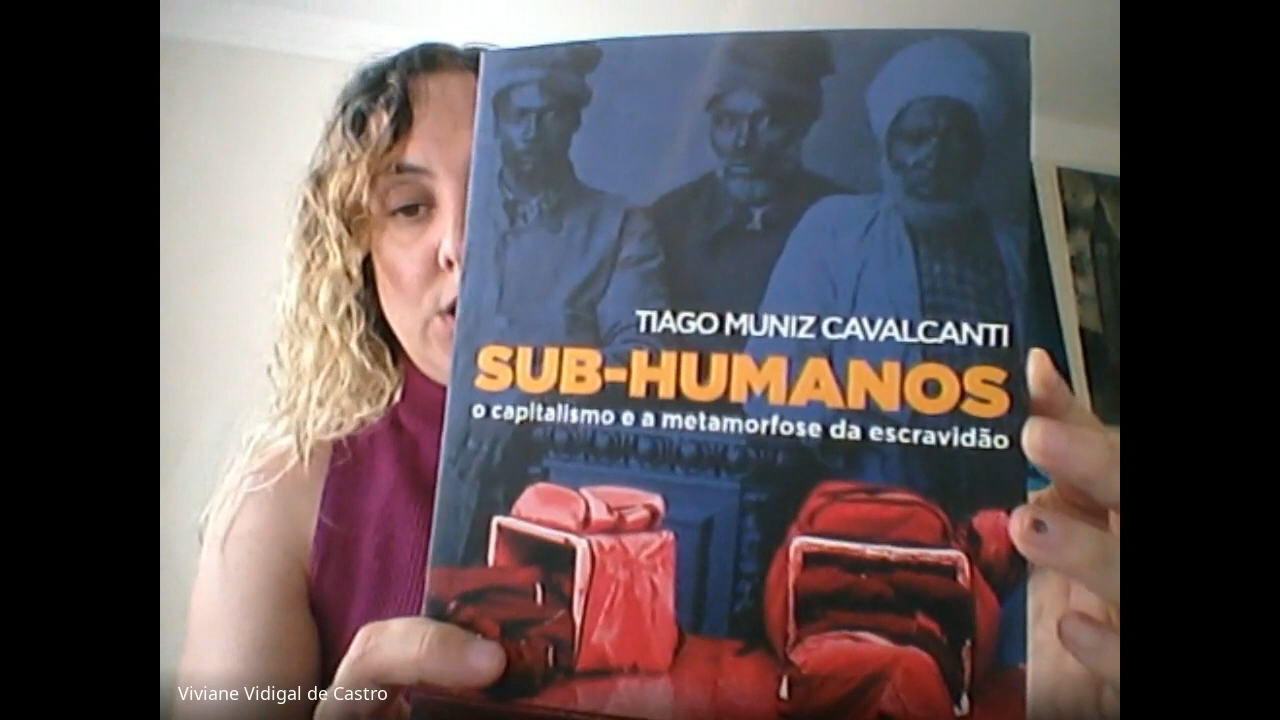 TIAGO MUNIZ CAVALCANTI
SUB-HUMANOS
o capitalismo e a metamorfose da escravidão
Viviane Vidigal de Castro